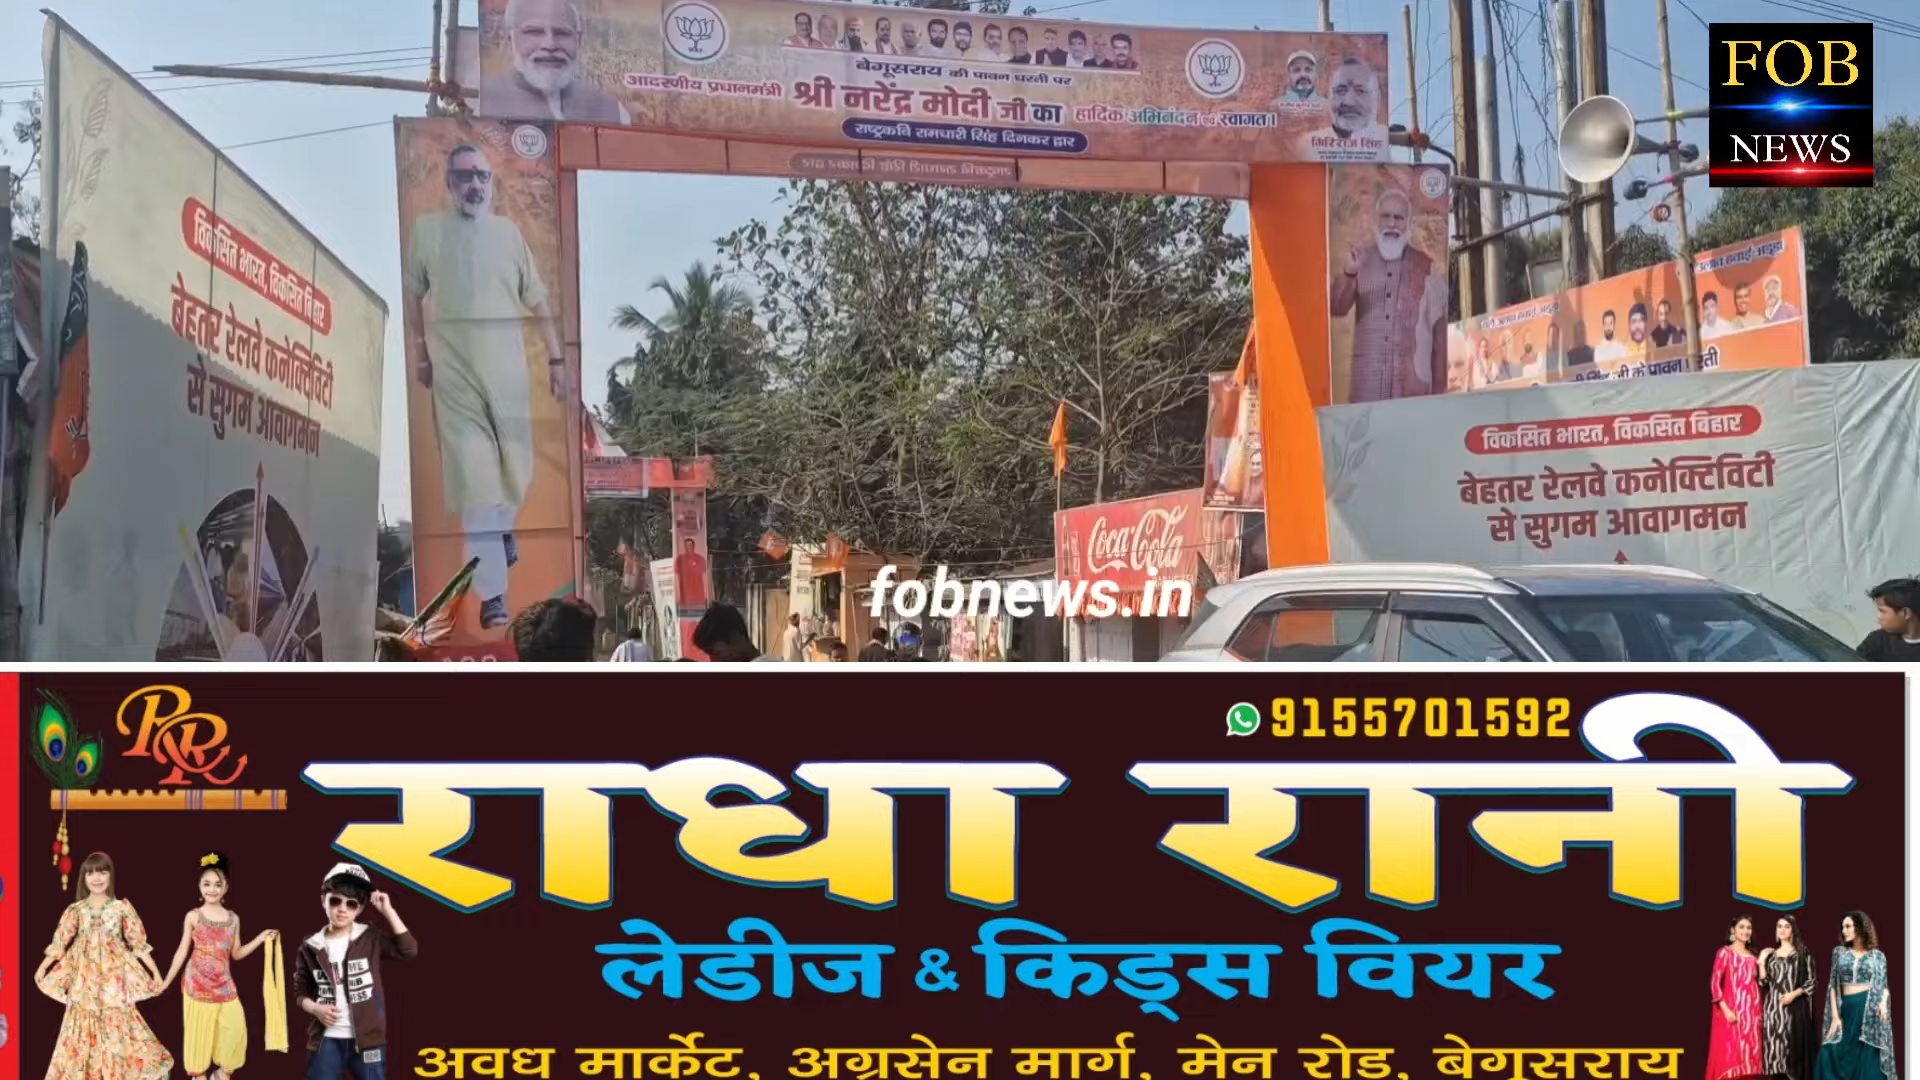 FOB
NEWS
बेगूसराय की पावन धरती पर
आदरणीय प्रधानमंत्री श्री नरेंद्र मोदी जी का हार्दिक अभिनंदन एवं स्वागत।
राष्ट्रकवि रामधारी सिंह दिनकर द्वार
गिरिराज सिंह
विकसित भारत, विकसित बिहार
बेहतर रेलवे कनेक्टिविटी
से सुगम आवागमन
जी के पावन धरती
विकसित भारत, विकसित बिहार
बेहतर रेलवे कनेक्टिविटी
से सुगम आवागमन
Coca-Cola
fobnews.in
RR
9155701592
राधा रानी
लेडीज & किड्स वियर
अवध मार्केट, अग्रसेन मार्ग, मेन रोड, बेगूसराय